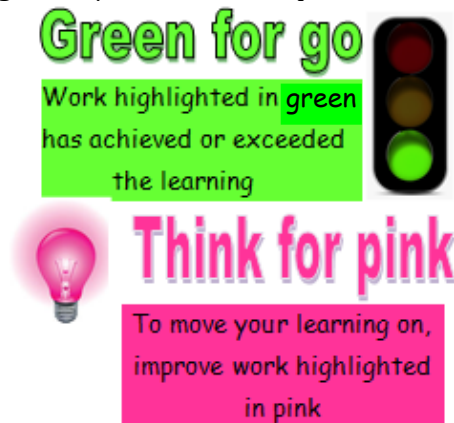 Green for go
Work highlighted in green
has achieved or exceeded
the learning
Think for pink
To move your learning on,
improve work highlighted
in pink